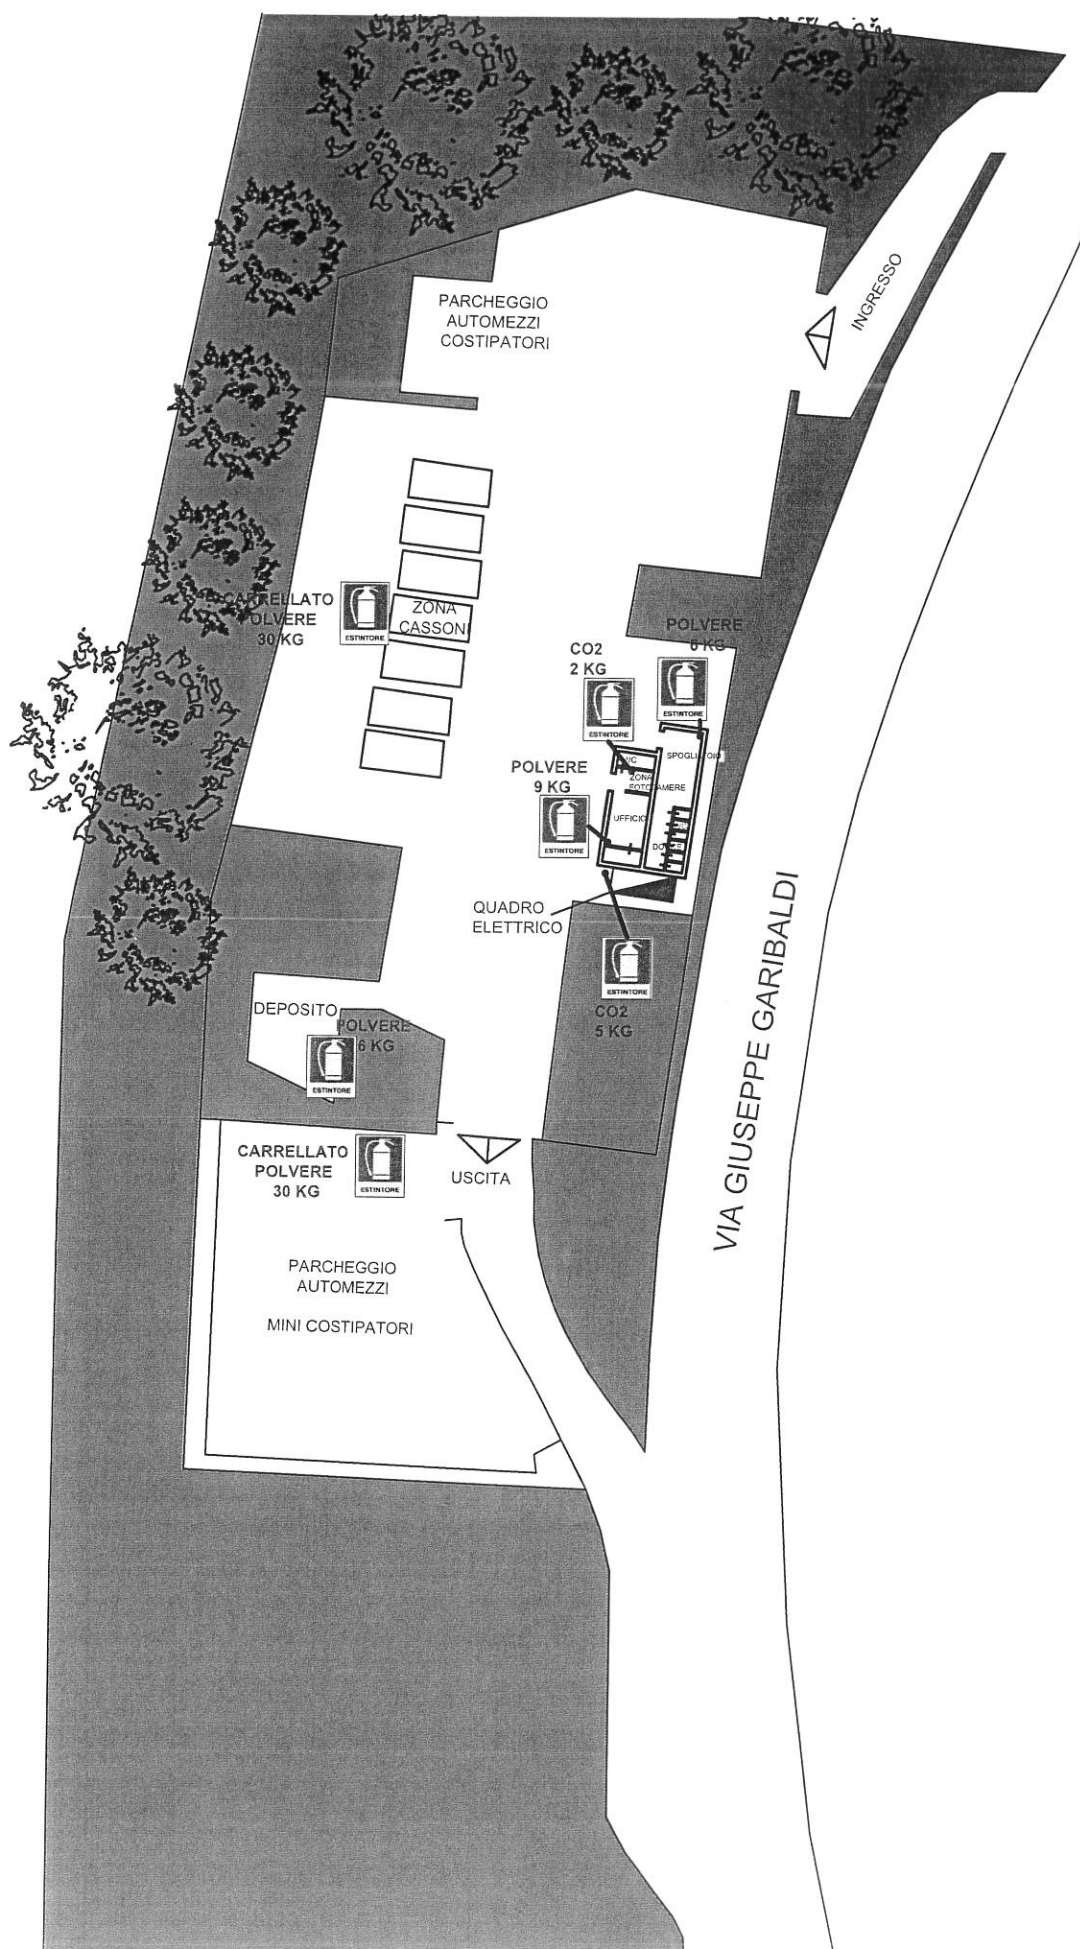 PARCHEGGIO
AUTOMEZZI
COSTIPATORI
INGRESSO
CARRELLATO
POLVERE
30 KG
ESTINTORE
ZONA
CASSONI
POLVERE
6 KG
ESTINTORE
CO2
2 KG
ESTINTORE
SPOGLIATOIO
WC
ZONA
FOTOCAMERE
POLVERE
9 KG
ESTINTORE
UFFICIO
DOCCE
QUADRO
ELETTRICO
ESTINTORE
CO2
5 KG
DEPOSITO
POLVERE
6 KG
ESTINTORE
CARRELLATO
POLVERE
30 KG
ESTINTORE
USCITA
VIA GIUSEPPE GARIBALDI
PARCHEGGIO
AUTOMEZZI
MINI COSTIPATORI